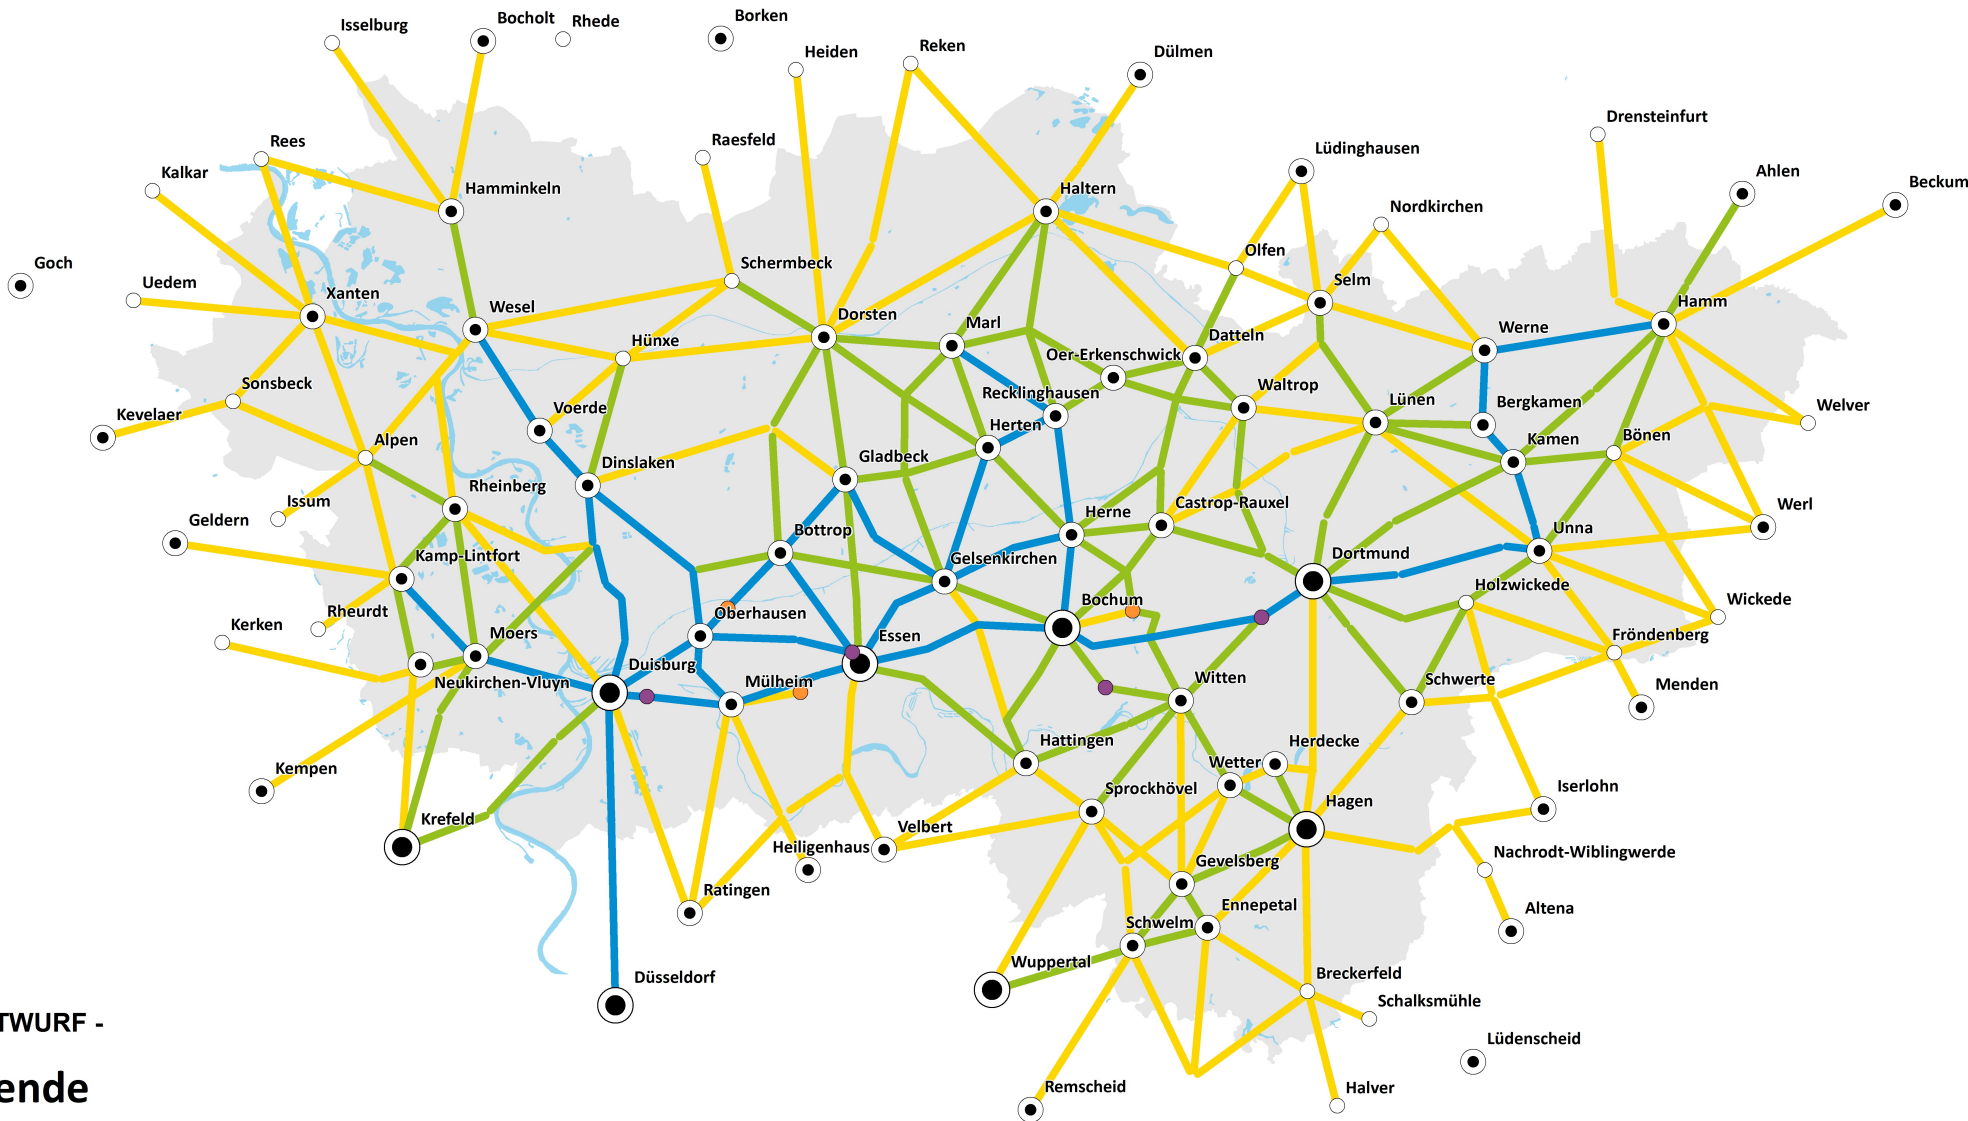 Isselburg
Bocholt
Rhede
Borken
Heiden
Reken
Dülmen
Drensteinfurt
Rees
Raesfeld
Lüdinghausen
Ahlen
Beckum
Kalkar
Hamminkeln
Haltern
Nordkirchen
Goch
Uedem
Xanten
Wesel
Schermbeck
Dorsten
Marl
Olfen
Selm
Hamm
Hünxe
Oer-Erkenschwick
Datteln
Werne
Sonsbeck
Voerde
Recklinghausen
Waltrop
Lünen
Bergkamen
Welver
Kevelaer
Alpen
Dinslaken
Gladbeck
Herten
Kamen
Bönen
Issum
Rheinberg
Castrop-Rauxel
Werl
Geldern
Bottrop
Herne
Unna
Kamp-Lintfort
Gelsenkirchen
Dortmund
Holzwickede
Rheurdt
Oberhausen
Bochum
Wickede
Kerken
Moers
Essen
Fröndenberg
Neukirchen-Vluyn
Duisburg
Mülheim
Witten
Schwerte
Menden
Kempen
Hattingen
Wetter
Herdecke
Iserlohn
Krefeld
Sprockhövel
Hagen
Heiligenhaus
Velbert
Nachrodt-Wiblingwerde
Ratingen
Gevelsberg
Ennepetal
Altena
Schwelm
Düsseldorf
Wuppertal
Breckerfeld
Schalksmühle
TWURF -
Lüdenscheid
ende
Remscheid
Halver